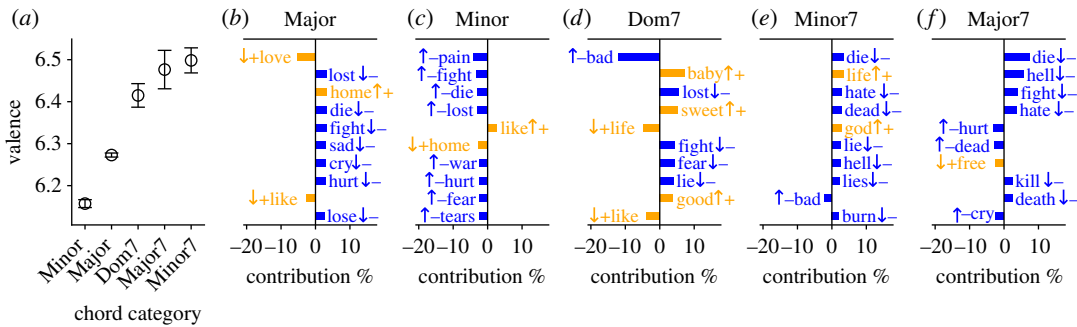 (a)
valence
6.5
6.4
6.3
6.2
Minor
Major
Dom7
Major7
Minor7
chord category
(b)
Major
↓+love
lost↓–
home↑+
die↓–
fight↓–
sad↓–
cry↓–
hurt↓–
↓+like
lose↓–
–20 –10 0 10
contribution %
(c)
Minor
↑–pain
↑–fight
↑–die
↑–lost
like↑+
↓+home
↑–war
↑–hurt
↑–fear
↑–tears
–20 –10 0 10
contribution %
(d)
Dom7
↑–bad
baby↑+
lost↓–
sweet↑+
↓+life
fight↓–
fear↓–
lie↓–
good↑+
↓+like
–20 –10 0 10
contribution %
(e)
Minor7
die↓–
life↑+
hate↓–
dead↓–
god↑+
lie↓–
hell↓–
lies↓–
↑–bad
burn↓–
–20 –10 0 10
contribution %
(f)
Major7
die↓–
hell↓–
fight↓–
hate↓–
↑–hurt
↑–dead
↓+free
kill↓–
death↓–
↑–cry
–20 –10 0 10
contribution %